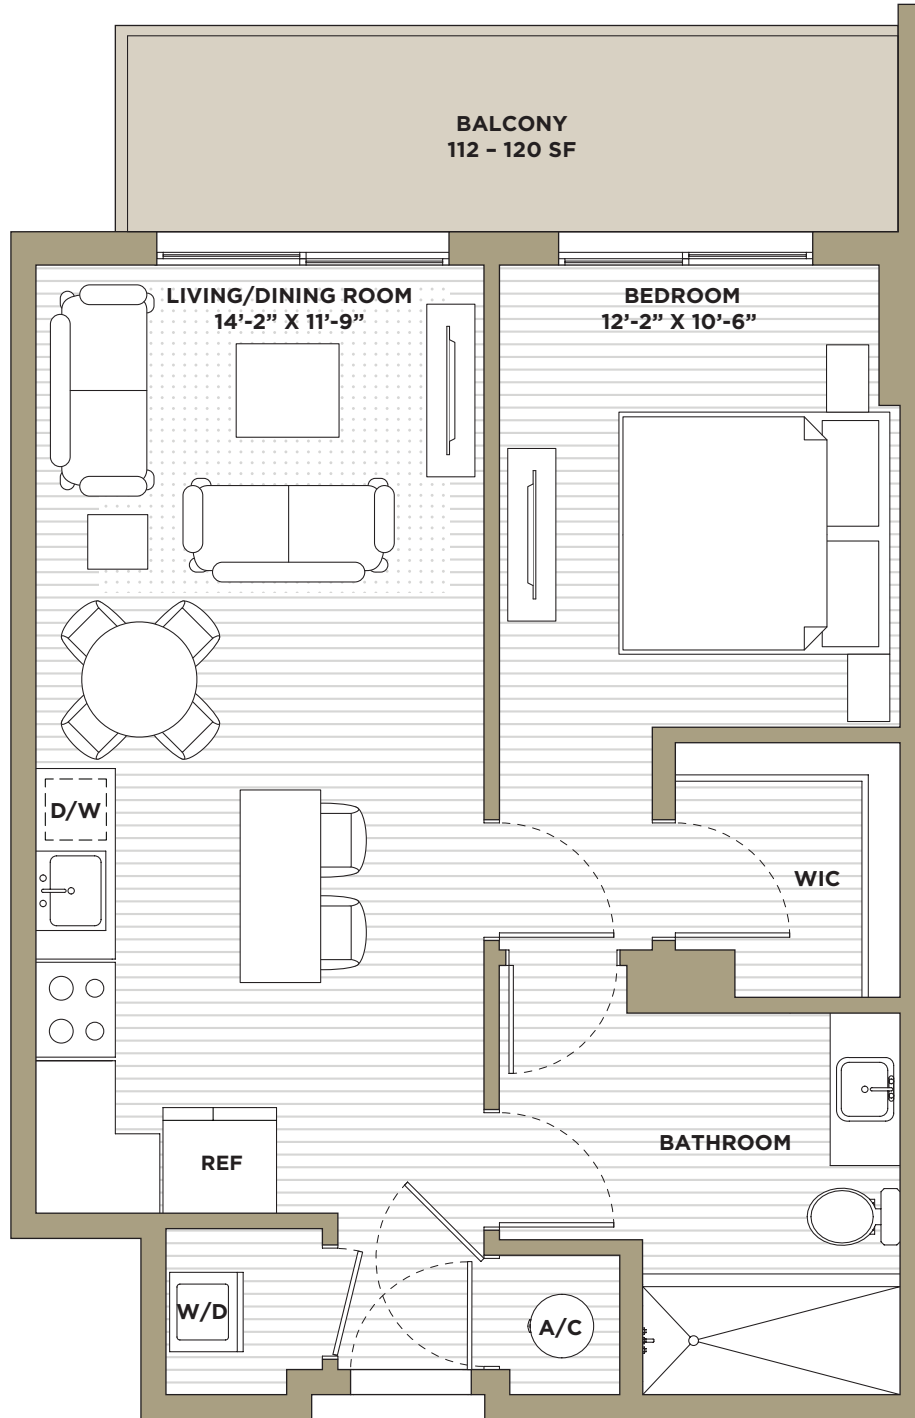 BALCONY
112 – 120 SF
LIVING/DINING ROOM
14’-2” X 11’-9”
BEDROOM
12’-2” X 10’-6”
D/W
WIC
BATHROOM
REF
W/D
A/C